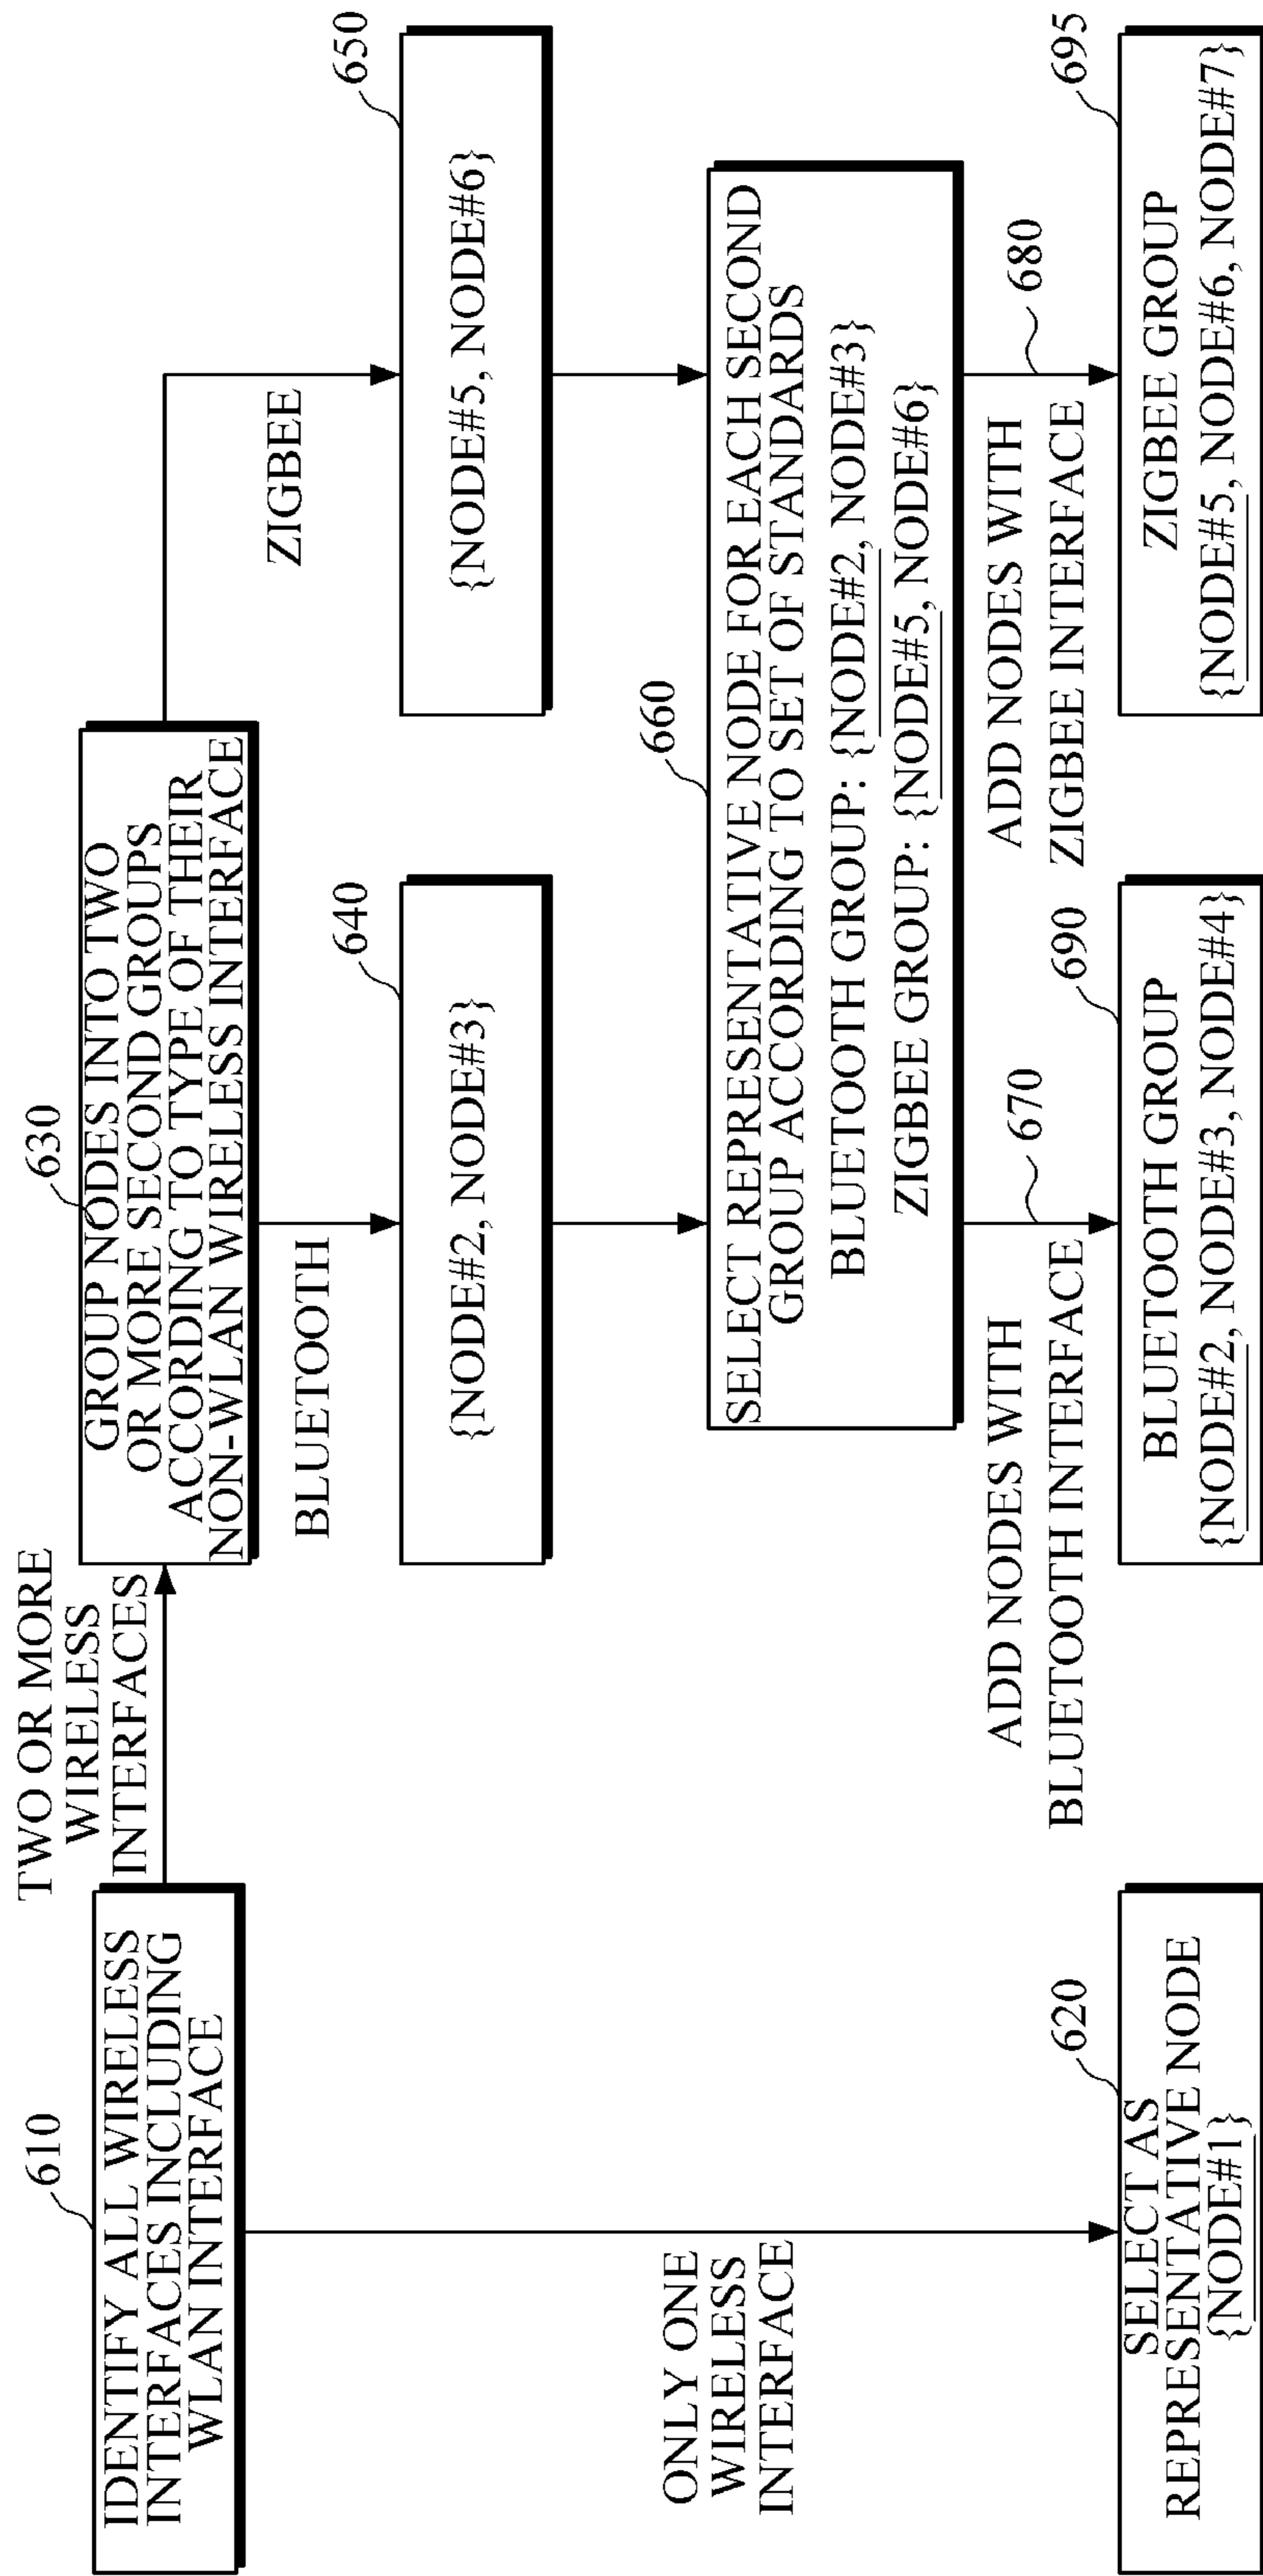 610
IDENTIFY ALL WIRELESS
INTERFACES INCLUDING
WLAN INTERFACE
TWO OR MORE
WIRELESS
INTERFACES
630
GROUP NODES INTO TWO
OR MORE SECOND GROUPS
ACCORDING TO TYPE OF THEIR
NON-WLAN WIRELESS INTERFACE
BLUETOOTH
ZIGBEE
640
{NODE#2, NODE#3}
650
{NODE#5, NODE#6}
ONLY ONE
WIRELESS
INTERFACE
660
SELECT REPRESENTATIVE NODE FOR EACH SECOND
GROUP ACCORDING TO SET OF STANDARDS
BLUETOOTH GROUP: {NODE#2, NODE#3}
ZIGBEE GROUP: {NODE#5, NODE#6}
ADD NODES WITH
BLUETOOTH INTERFACE
670
ADD NODES WITH
ZIGBEE INTERFACE
680
620
SELECT AS
REPRESENTATIVE NODE
{NODE#1}
690
BLUETOOTH GROUP
{NODE#2, NODE#3, NODE#4}
695
ZIGBEE GROUP
{NODE#5, NODE#6, NODE#7}